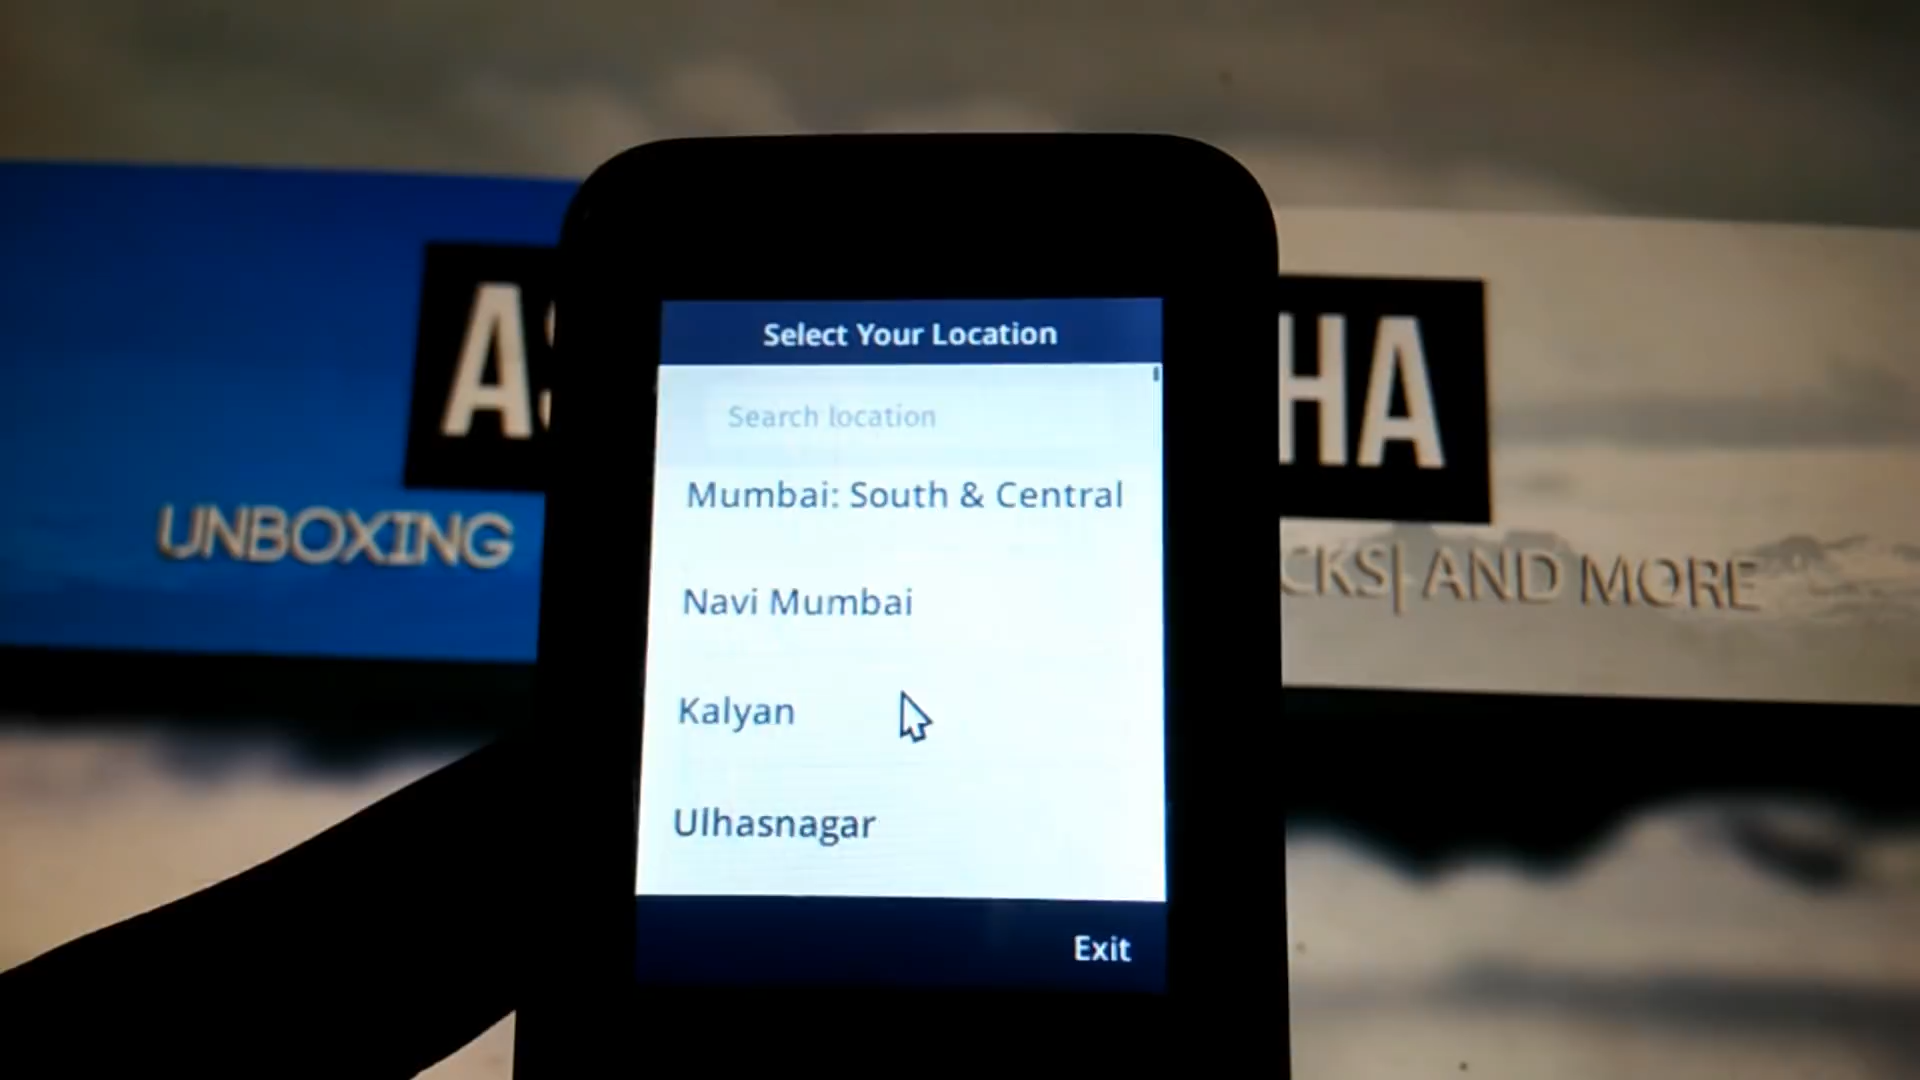 Select Your Location
Search location
Mumbai: South & Central
Navi Mumbai
Kalyan
Ulhasnagar
Exit
HA
UNBOXING
AND MORE